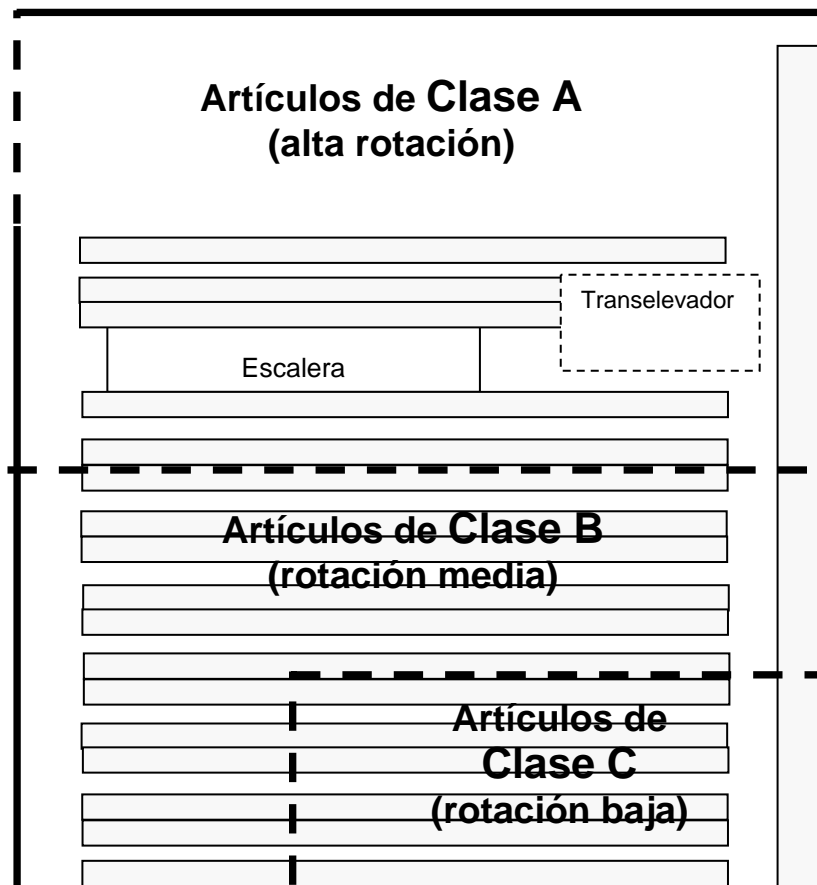 Artículos de Clase A
(alta rotación)
Transelevador
Escalera
Artículos de Clase B
(rotación media)
Artículos de
Clase C
(rotación baja)